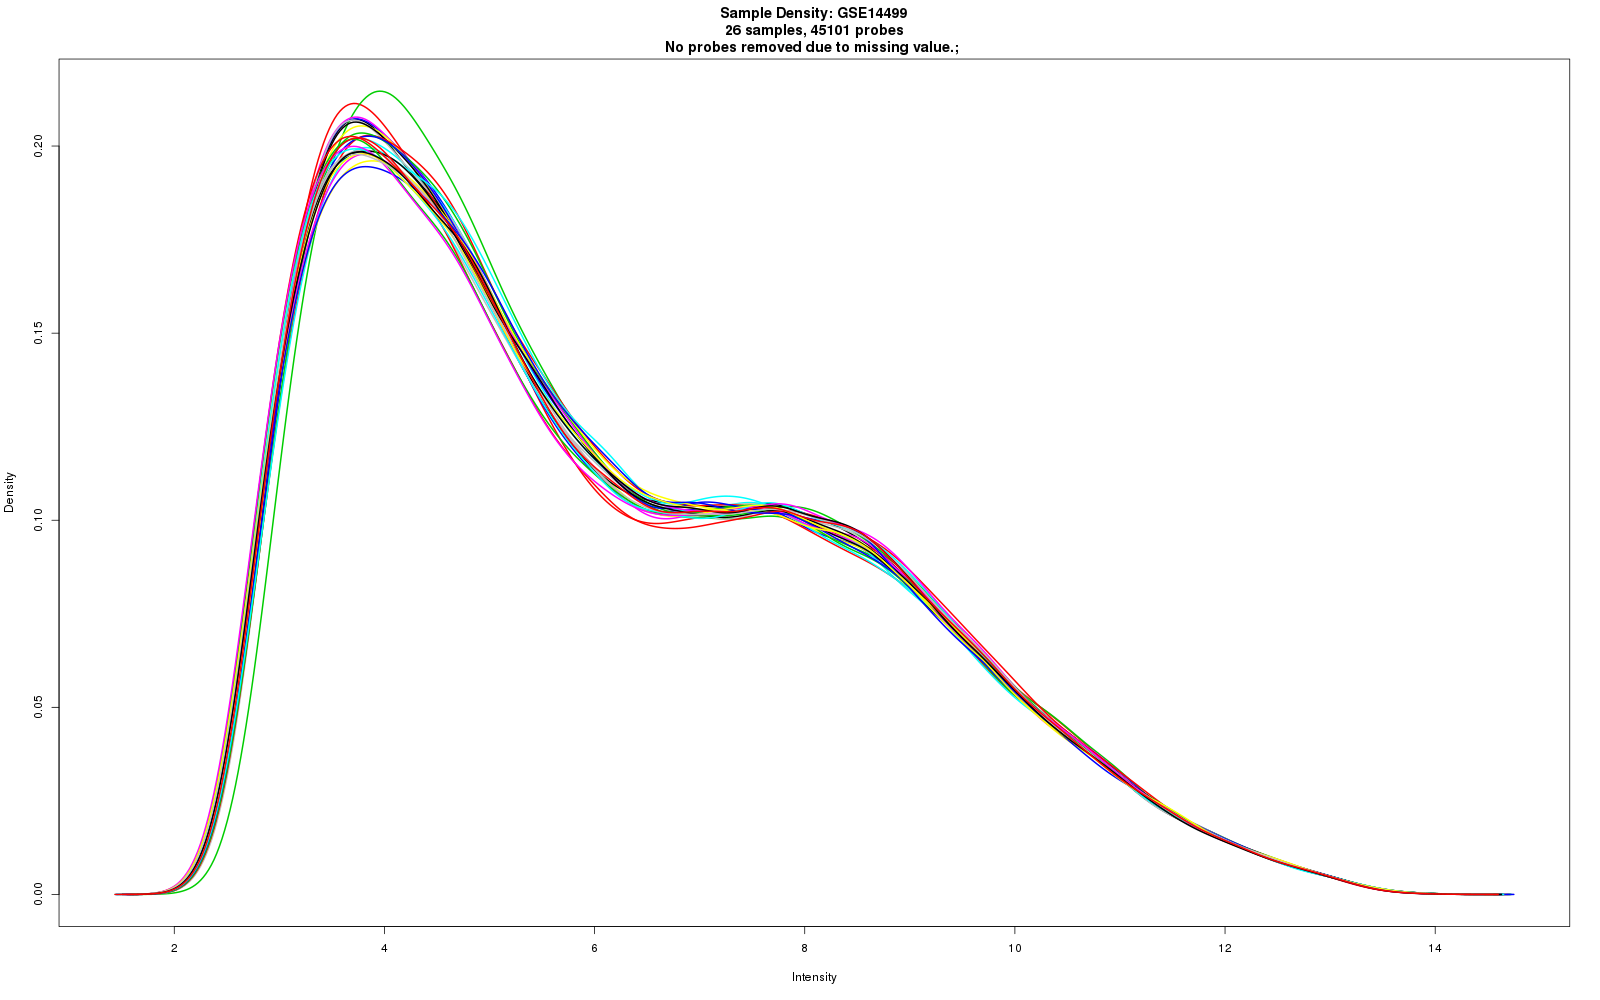 Sample Density: GSE14499
26 samples, 45101 probes
No probes removed due to missing value.;
Density
0.00
0.05
0.10
0.15
0.20
2
4
6
8
10
12
14
Intensity